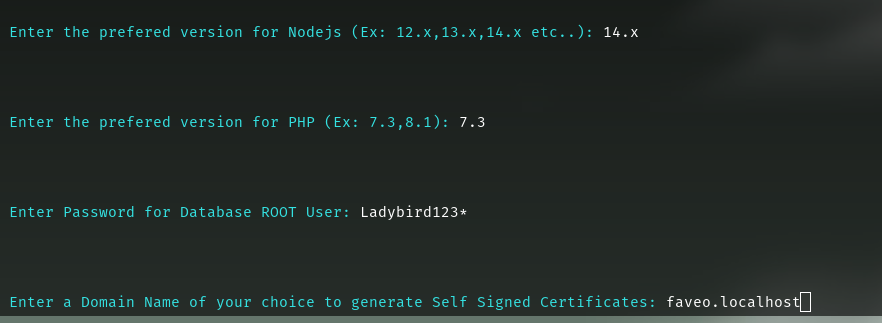 Enter the prefered version for Nodejs (Ex: 12.x,13.x,14.x etc..): 14.x
Enter the prefered version for PHP (Ex: 7.3,8.1): 7.3
Enter Password for Database ROOT User: Ladybird123*
Enter a Domain Name of your choice to generate Self Signed Certificates: faveo.localhost